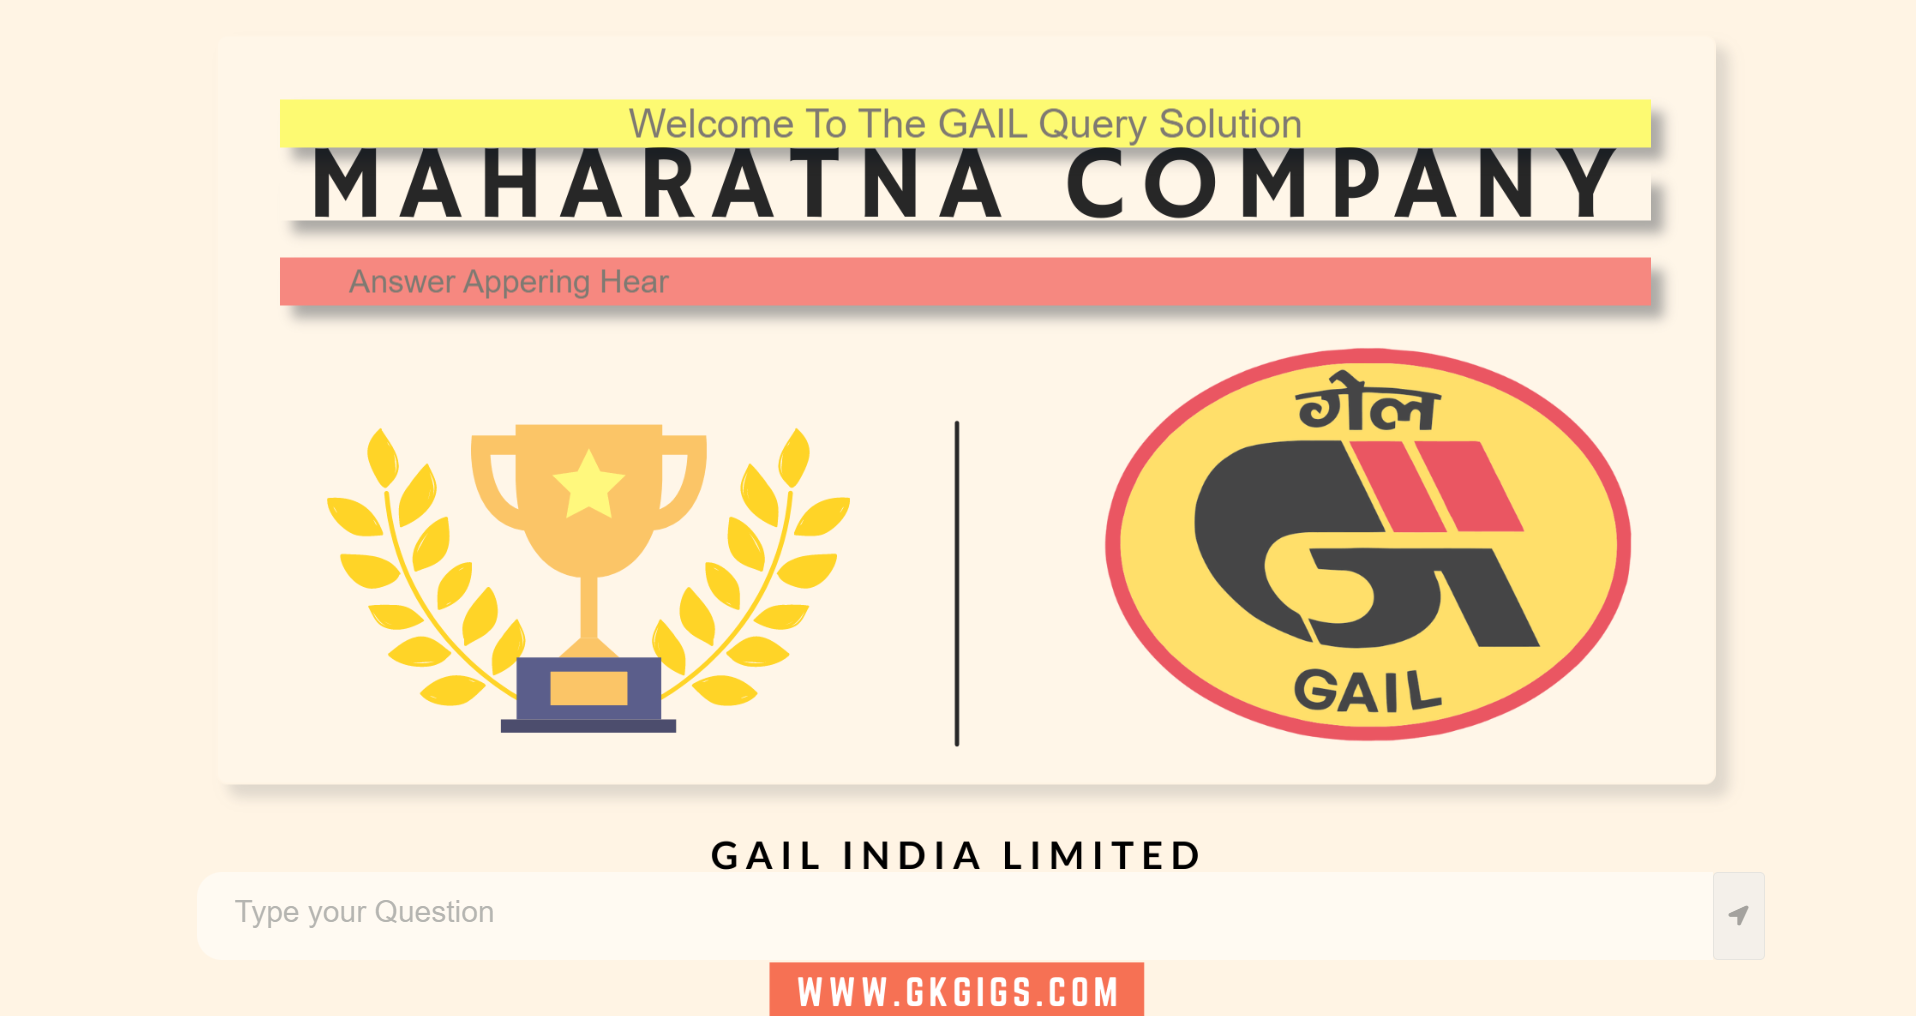 Welcome To The GAIL Query Solution
MAHARATNA COMPANY
Answer Appering Hear
गेल
GAIL
GAIL INDIA LIMITED
Type your Question
WWW.GKGIGS.COM